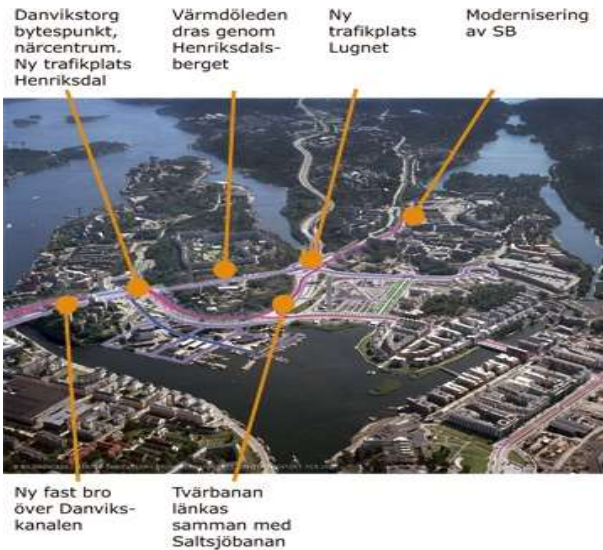 Danvikstorg
bytespunkt,
närcentrum.
Ny trafikplats
Henriksdal
Värmdöleden
dras genom
Henriksdals-
berget
Ny
trafikplats
Lugnet
Modernisering
av SB
Ny fast bro
över Danviks-
kanalen
Tvärbanan
länkas
samman med
Saltsjöbanan